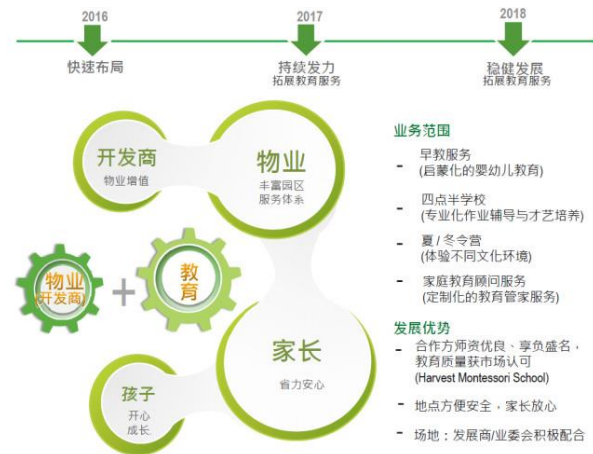 2016
2017
2018
快速布局
持续发力
拓展教育服务
稳健发展
拓展教育服务
开发商
物业增值
物业
丰富园区
服务体系
物业
(开发商)
+
教
育
家长
省力安心
孩子
开心
成长
业务范围
- 早教服务
(启蒙化的婴幼儿教育)
- 四点半学校
(专业化作业辅导与才艺培养)
- 夏 / 冬令营
(体验不同文化环境)
- 家庭教育顾问服务
(定制化的教育管家服务)
发展优势
- 合作方师资优良、享负盛名，
教育质量获市场认可
(Harvest Montessori School)
- 地点方便安全，家长放心
- 场地：发展商/业委会积极配合